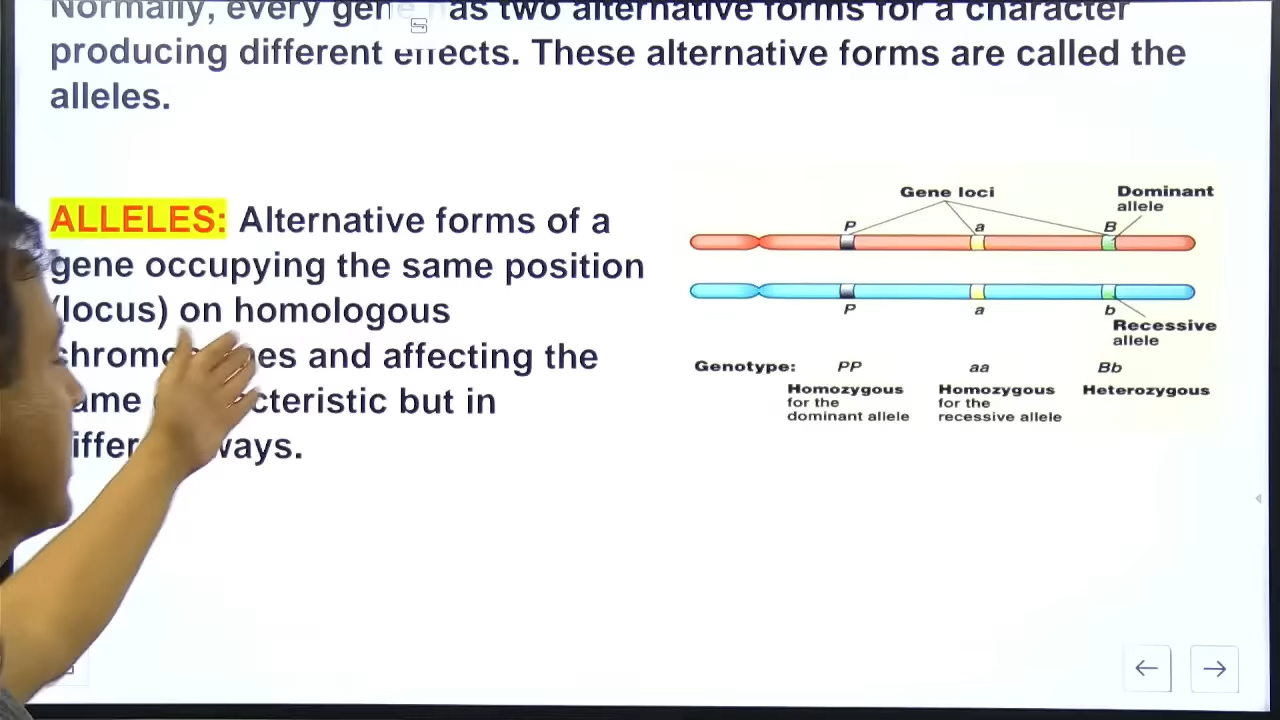 Normally, every gene has two alternative forms for a character
producing different effects. These alternative forms are called the
alleles.
ALLELES: Alternative forms of a
gene occupying the same position
(locus) on homologous
and affecting the
but in
ways.
Gene loci
Dominant
allele
P
a
B
P
a
b
Recessive
allele
Genotype:
PP
aa
Bb
Homozygous
for the
dominant allele
Homozygous
for the
recessive allele
Heterozygous